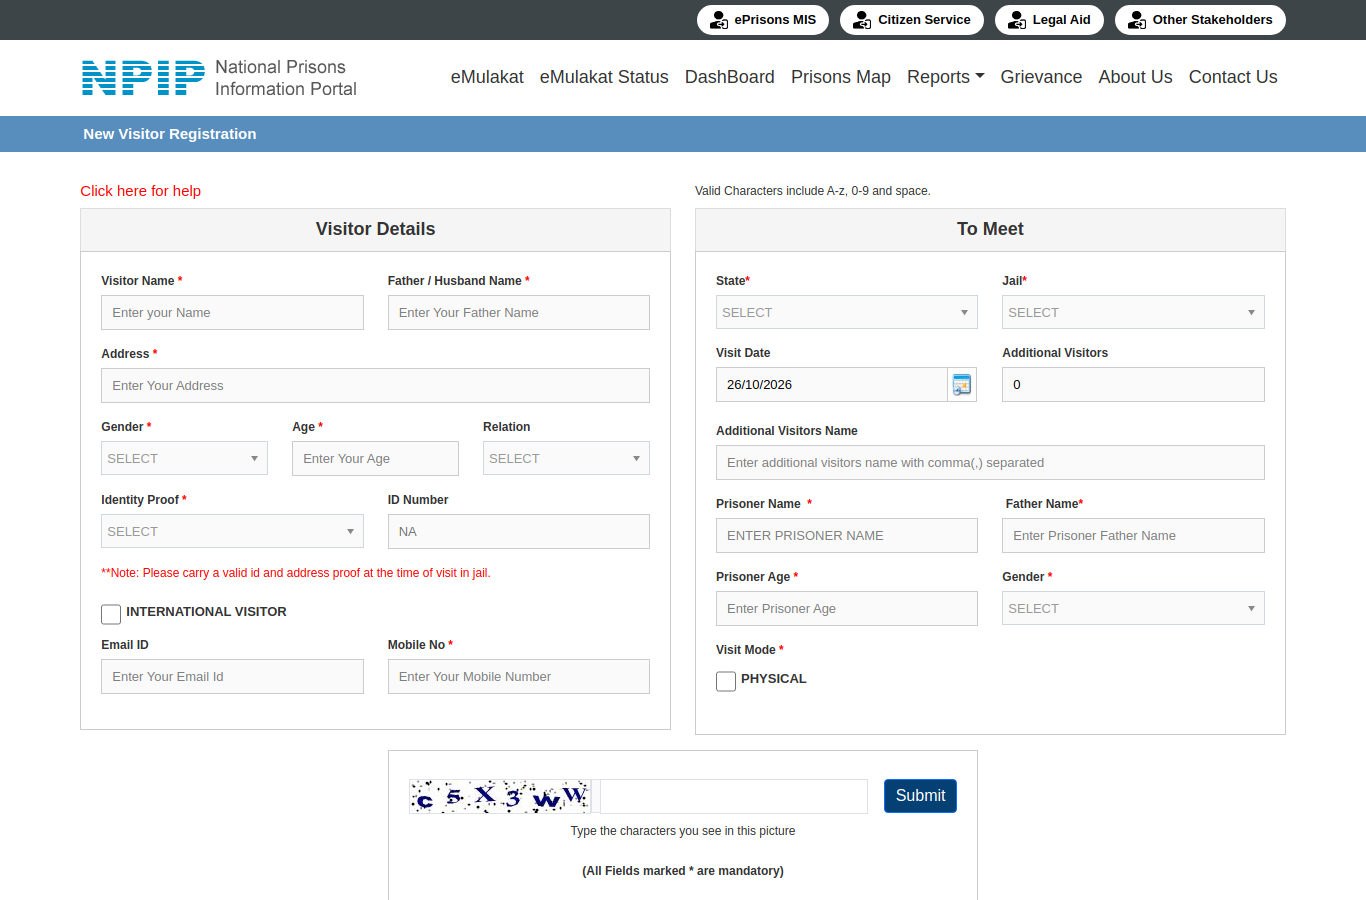 ePrisons MIS Citizen Service Legal Aid Other Stakeholders
NPIP National Prisons
Information Portal
eMulakat eMulakat Status DashBoard Prisons Map Reports Grievance About Us Contact Us
New Visitor Registration
Click here for help
Visitor Details
Visitor Name * Father / Husband Name *
Enter your Name Enter Your Father Name
Address *
Enter Your Address
Gender * Age * Relation
SELECT Enter Your Age SELECT
Identity Proof * ID Number
SELECT NA
**Note: Please carry a valid id and address proof at the time of visit in jail.
INTERNATIONAL VISITOR
Email ID Mobile No *
Enter Your Email Id Enter Your Mobile Number
Valid Characters include A-z, 0-9 and space.
To Meet
State* Jail*
SELECT SELECT
Visit Date Additional Visitors
26/10/2026 0
Additional Visitors Name
Enter additional visitors name with comma(,) separated
Prisoner Name * Father Name*
ENTER PRISONER NAME Enter Prisoner Father Name
Prisoner Age * Gender *
Enter Prisoner Age SELECT
Visit Mode *
PHYSICAL
c 5 X 3 w W Submit
Type the characters you see in this picture
(All Fields marked * are mandatory)